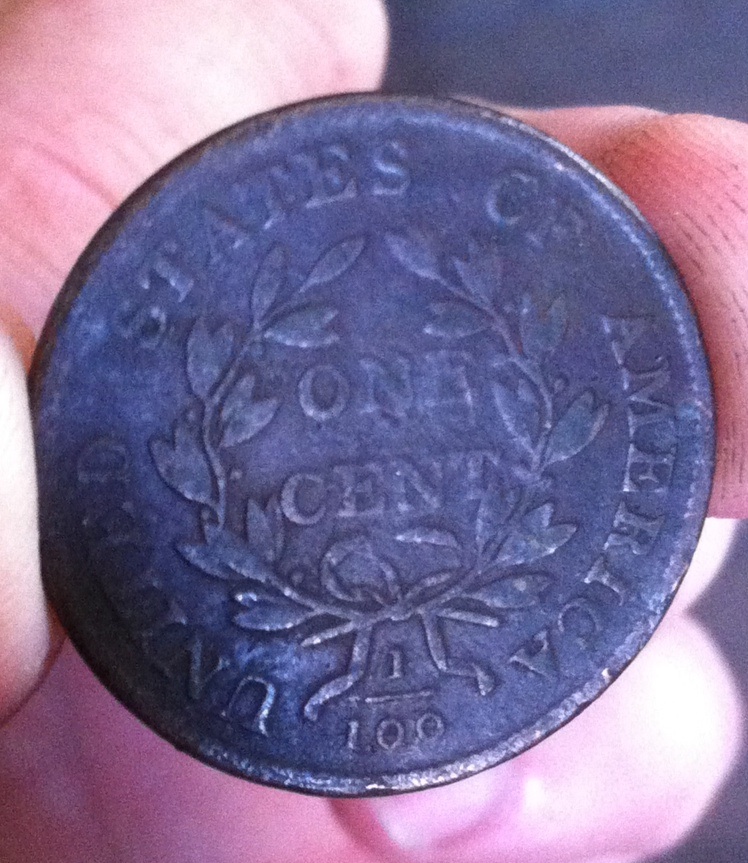 UNITED STATES OF AMERICA
ONE
CENT
1
100